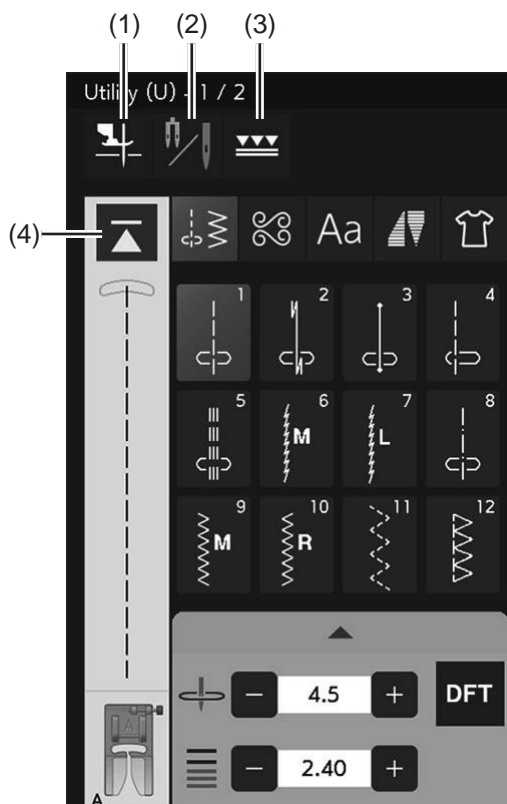 (1) (2) (3)
Utility (U) - 1 / 2
(4)
Aa
1 2 3 4
5 6 7 8
M L
9 10 11 12
M R
4.5 DFT
2.40
A
A